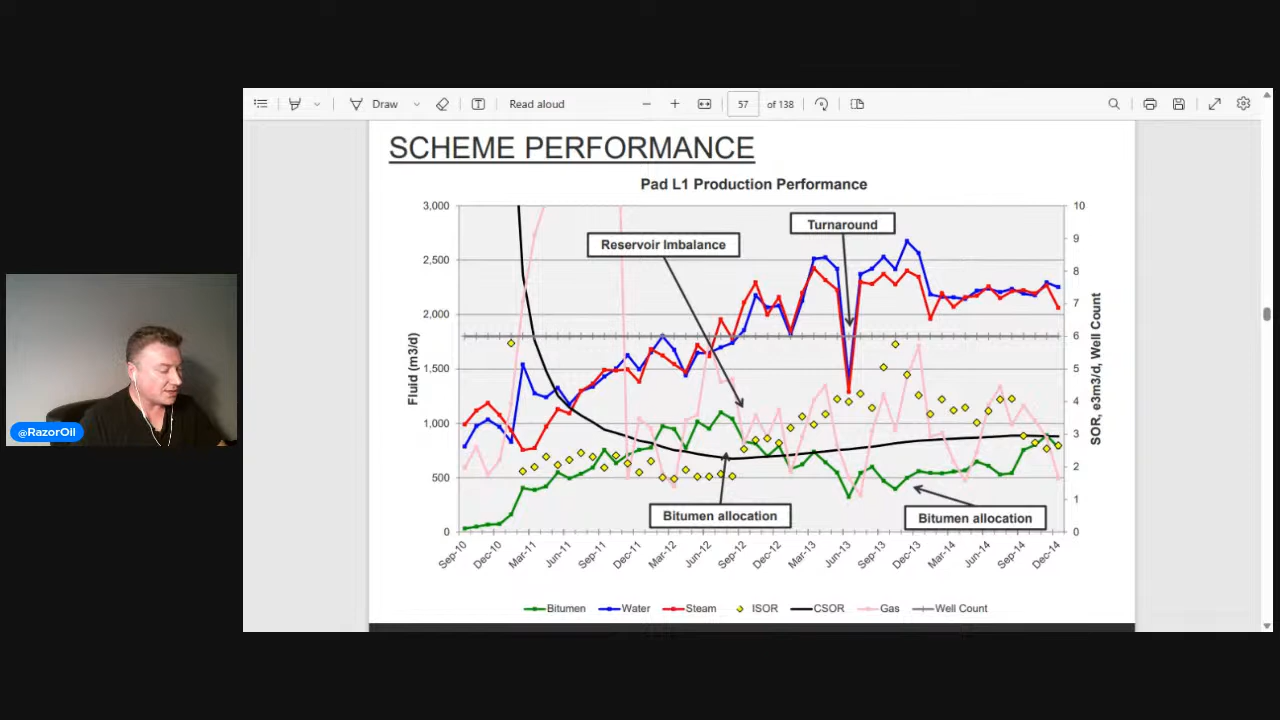 Draw
Read aloud
57 of 138
SCHEME PERFORMANCE
Pad L1 Production Performance
3,000
2,500
2,000
1,500
1,000
500
0
Fluid (m3/d)
10
9
8
7
6
5
4
3
2
1
0
SOR, e3m3/d, Well Count
Turnaround
Reservoir Imbalance
Bitumen allocation
Bitumen allocation
Sep-10
Dec-10
Mar-11
Jun-11
Sep-11
Dec-11
Mar-12
Jun-12
Sep-12
Dec-12
Mar-13
Jun-13
Sep-13
Dec-13
Mar-14
Jun-14
Sep-14
Dec-14
Bitumen Water Steam ISOR CSOR Gas Well Count
@RazorOil